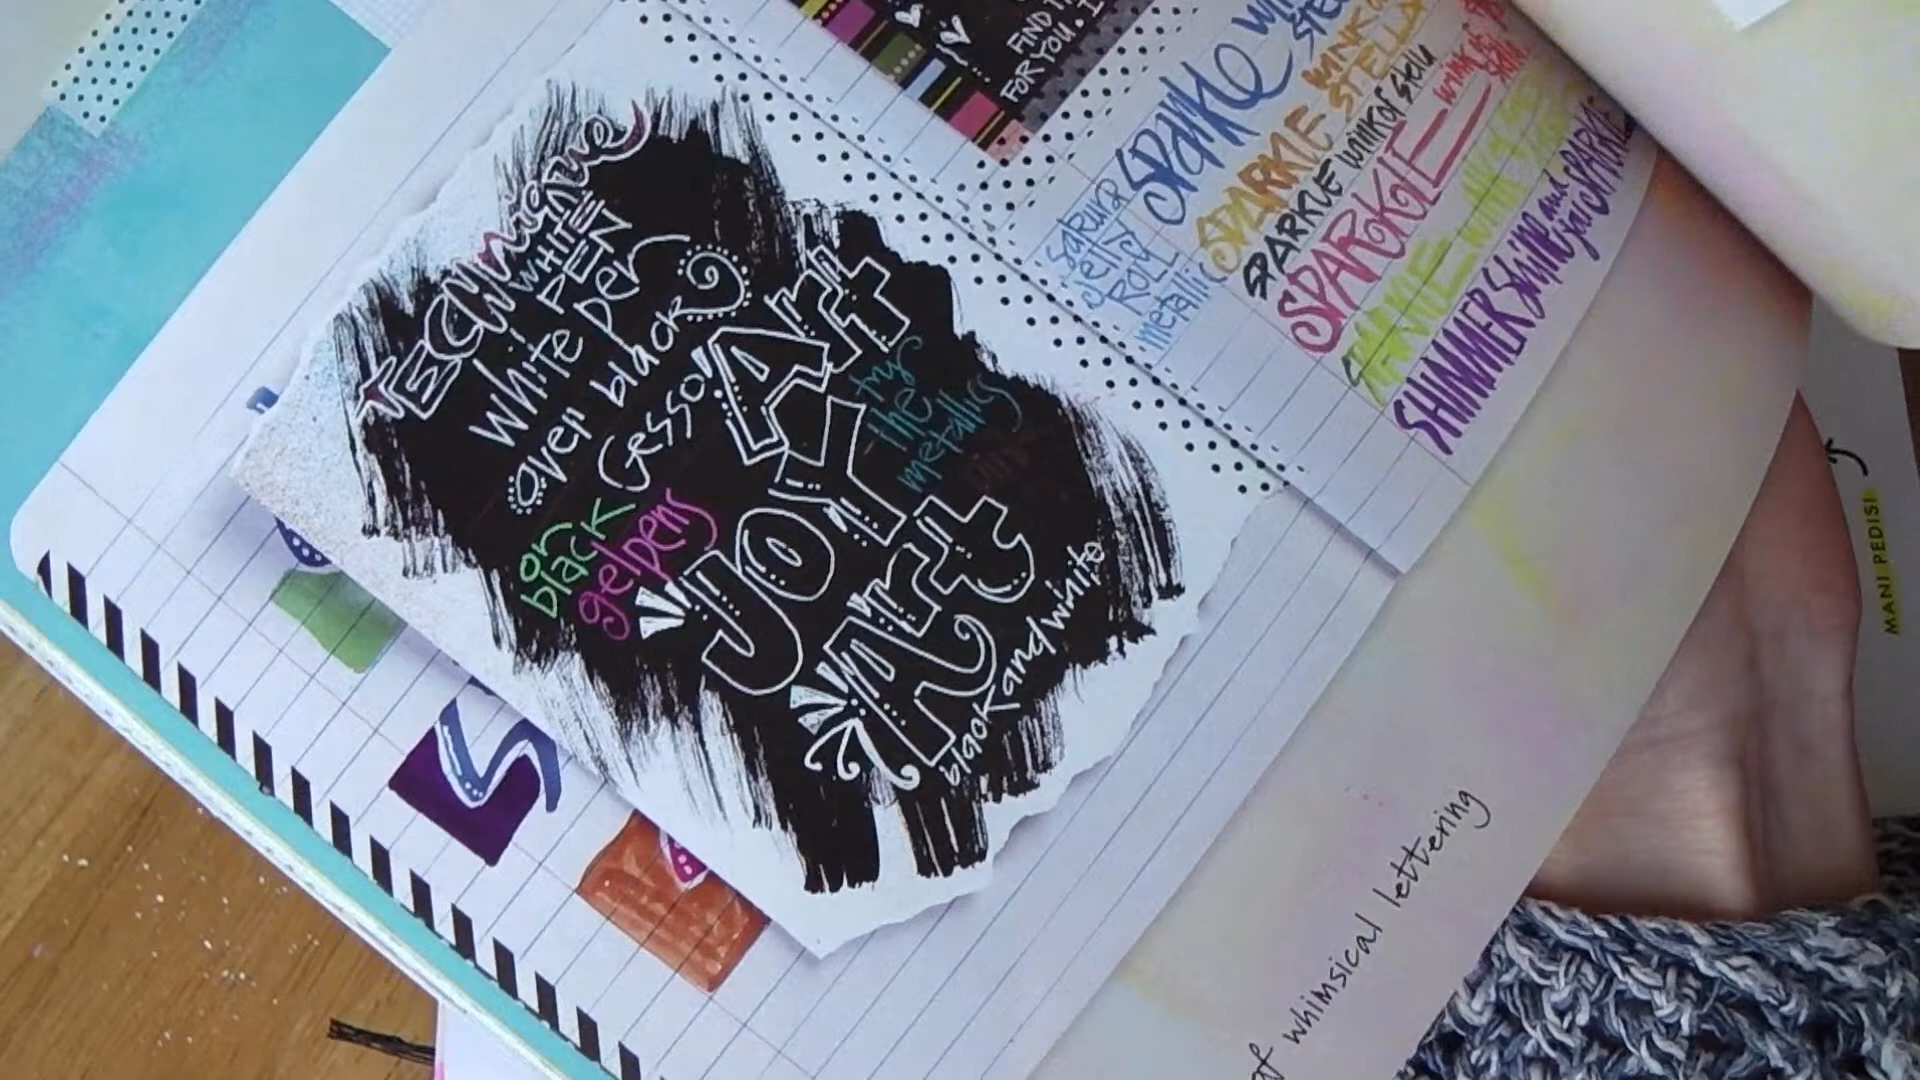 TECHNIQUE
WHITE
PEN
White pen
over black
Gesso
Art
try
the
metallics
on
black
gelpens
JOY
Art
black and white
FIND
FOR YOU. I
Sakura
Jelly
ROLL
metallic
SPARKLE
SPARKLE WINK of STELLA
SPARKLE wink of stella
SPARKLE
SHIMMER Shine and SPARKLE
of whimsical lettering
MANI PEDISI